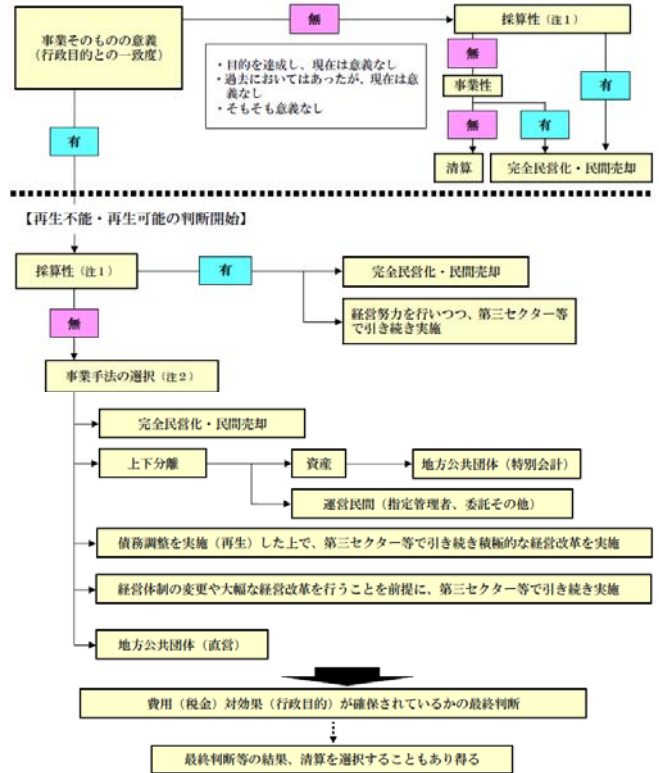 事業そのものの意義
(行政目的との一致度)
無
採算性(注1)
・目的を達成し、現在は意義なし
・過去においてはあったが、現在は意
義なし
・そもそも意義なし
無
事業性
有
有
無
有
清算
完全民営化・民間売却
【再生不能・再生可能の判断開始】
採算性(注1)
有
完全民営化・民間売却
経営努力を行いつつ、第三セクター等
で引き続き実施
無
事業手法の選択(注2)
完全民営化・民間売却
上下分離
資産
地方公共団体(特別会計)
運営民間(指定管理者、委託その他)
債務調整を実施(再生)した上で、第三セクター等で引き続き積極的な経営改革を実施
経営体制の変更や大幅な経営改革を行うことを前提に、第三セクター等で引き続き実施
地方公共団体(直営)
費用(税金)対効果(行政目的)が確保されているかの最終判断
最終判断等の結果、清算を選択することもあり得る